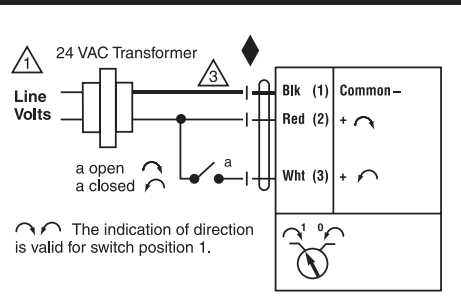 24 VAC Transformer
1
3
Line
Volts
Blk (1) Common –
Red (2) +
a
a open
a closed
Wht (3) +
The indication of direction
is valid for switch position 1.
1 0